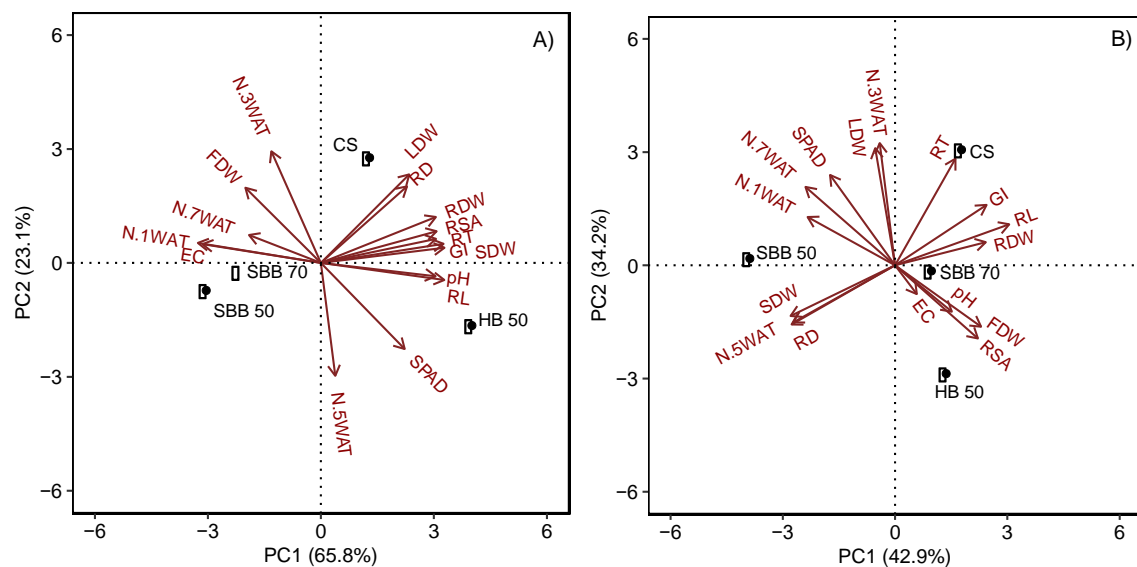 A)
6
3
0
−3
−6
PC2 (23.1%)
N.3WAT
CS
LDW
RD
FDW
RDW
RSA
RT
GI SDW
N.7WAT
N.1WAT
EC
SBB 70
pH
RL
SBB 50
HB 50
SPAD
N.5WAT
−6
−3
0
3
6
PC1 (65.8%)
B)
6
3
0
−3
−6
PC2 (34.2%)
N.3WAT
LDW
SPAD
N.7WAT
N.1WAT
RT
CS
GI
RL
RDW
SBB 50
SBB 70
SDW
N.5WAT
RD
EC
pH
FDW
RSA
HB 50
−6
−3
0
3
6
PC1 (42.9%)